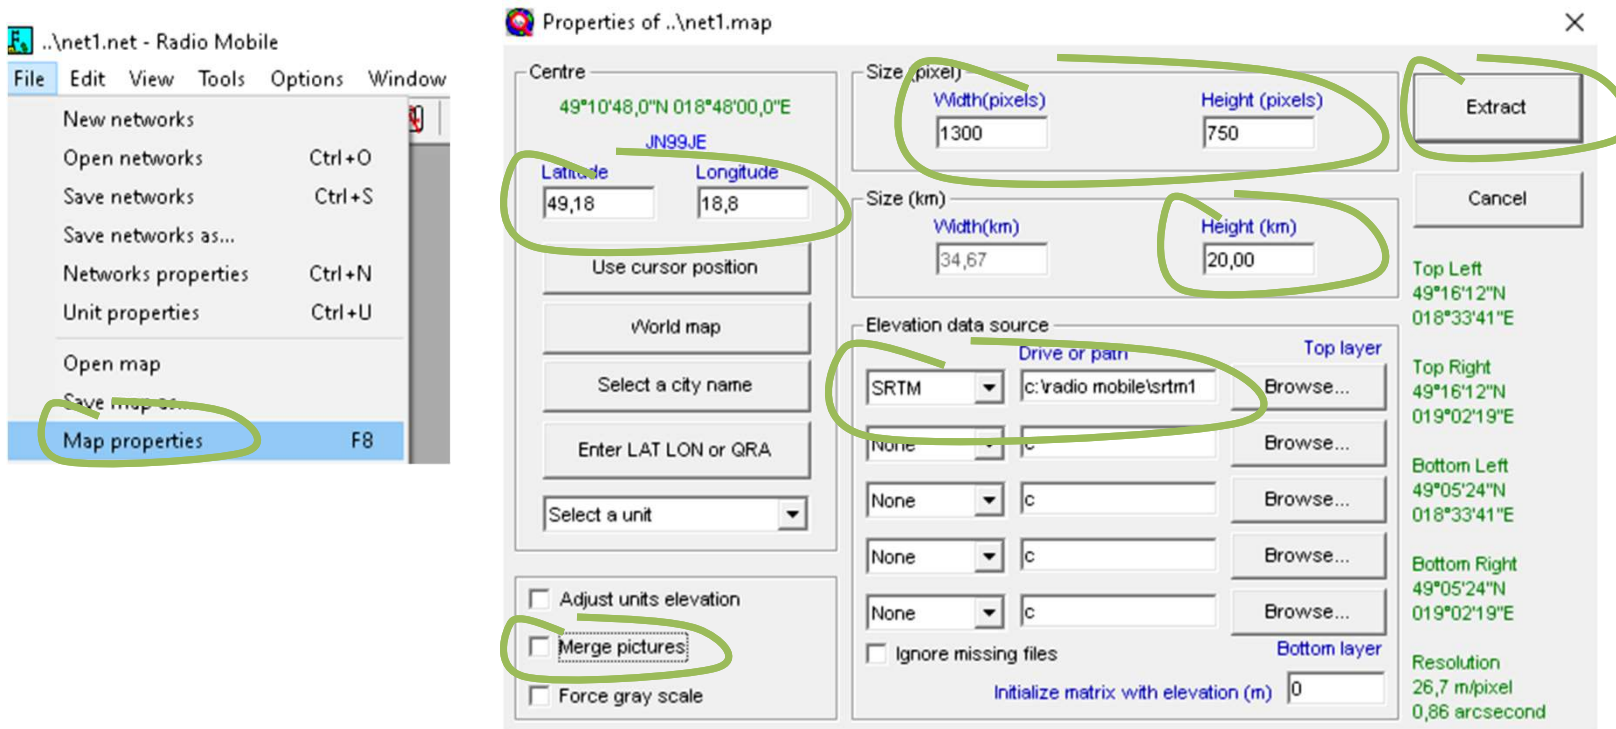 ..\net1.net - Radio Mobile
File Edit View Tools Options Window
New networks
Open networks Ctrl+O
Save networks Ctrl+S
Save networks as...
Networks properties Ctrl+N
Unit properties Ctrl+U
Open map
Save map as...
Map properties F8
Properties of ..\net1.map
Centre
49°10'48,0"N 018°48'00,0"E
JN99JE
Latitude Longitude
49,18 18,8
Use cursor position
World map
Select a city name
Enter LAT LON or QRA
Select a unit
Adjust units elevation
Merge pictures
Force gray scale
Size (pixel)
Width(pixels) Height (pixels)
1300 750
Size (km)
Width(km) Height (km)
34,67 20,00
Elevation data source
Drive or path Top layer
SRTM c:\radio mobile\srtm1 Browse...
None c Browse...
None c Browse...
None c Browse...
None c Browse...
Ignore missing files Bottom layer
Initialize matrix with elevation (m) 0
Extract
Cancel
Top Left
49°16'12"N
018°33'41"E
Top Right
49°16'12"N
019°02'19"E
Bottom Left
49°05'24"N
018°33'41"E
Bottom Right
49°05'24"N
019°02'19"E
Resolution
26,7 m/pixel
0,86 arcsecond